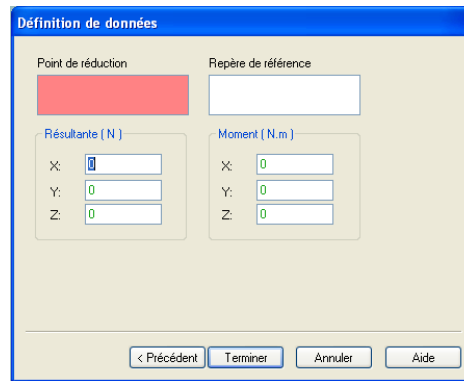 Définition de données
Point de réduction
Repère de référence
Résultante ( N )
Moment ( N.m )
X: 0
X: 0
Y: 0
Y: 0
Z: 0
Z: 0
< Précédent
Terminer
Annuler
Aide